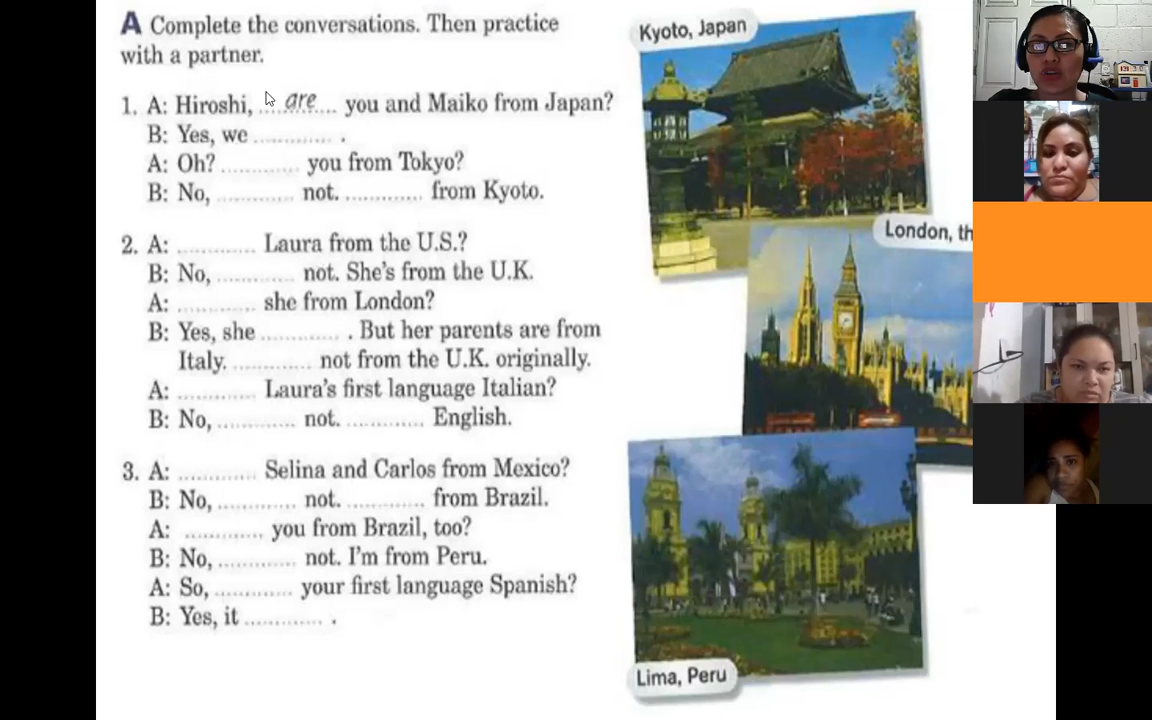 A Complete the conversations. Then practice
with a partner.
1. A: Hiroshi, ....are.... you and Maiko from Japan?
B: Yes, we ............. .
A: Oh? ............. you from Tokyo?
B: No, ............. not. ............. from Kyoto.
2. A: ............. Laura from the U.S.?
B: No, ............. not. She's from the U.K.
A: ............. she from London?
B: Yes, she ............. . But her parents are from
Italy. ............. not from the U.K. originally.
A: ............. Laura's first language Italian?
B: No, ............. not. ............. English.
3. A: ............. Selina and Carlos from Mexico?
B: No, ............. not. ............. from Brazil.
A: ............. you from Brazil, too?
B: No, ............. not. I'm from Peru.
A: So, ............. your first language Spanish?
B: Yes, it ............. .
Kyoto, Japan
London, th
Lima, Peru